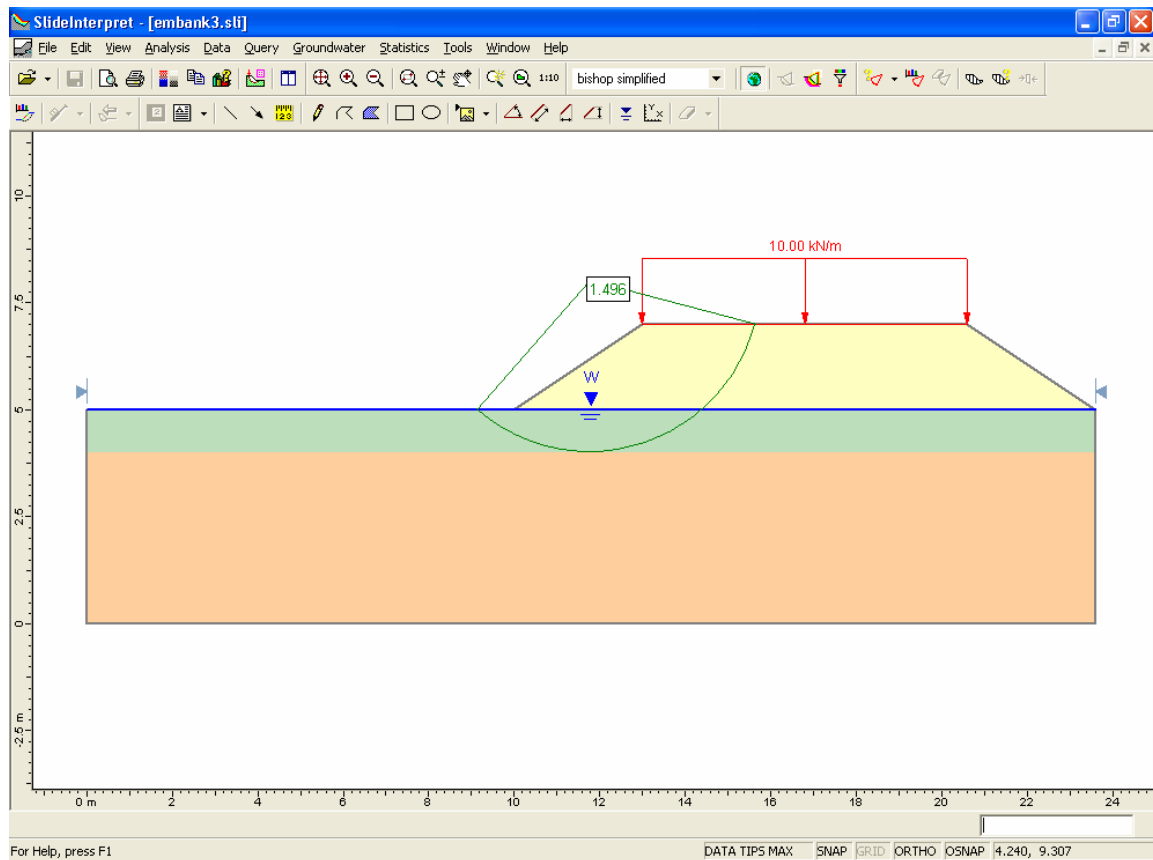 SlideInterpret - [embank3.sli]
File Edit View Analysis Data Query Groundwater Statistics Tools Window Help
1:10 bishop simplified
10
7.5
5
2.5
0
-2.5 m
10.00 kN/m
1.496
W
0 m 2 4 6 8 10 12 14 16 18 20 22 24
For Help, press F1 DATA TIPS MAX SNAP GRID ORTHO OSNAP 4.240, 9.307